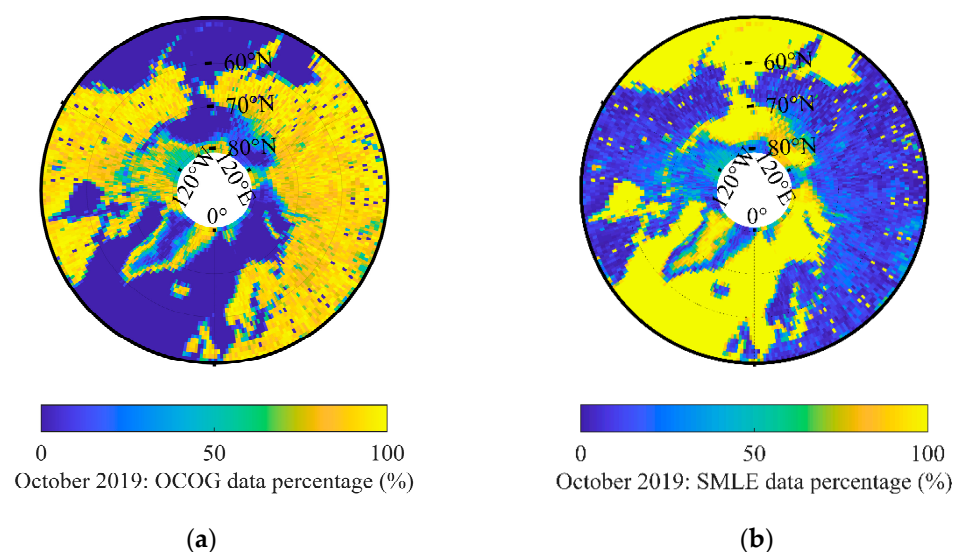 60°N
70°N
80°N
120°W
120°E
0°
60°N
70°N
80°N
120°W
120°E
0°
0 50 100
0 50 100
October 2019: OCOG data percentage (%)
October 2019: SMLE data percentage (%)
(a)
(b)